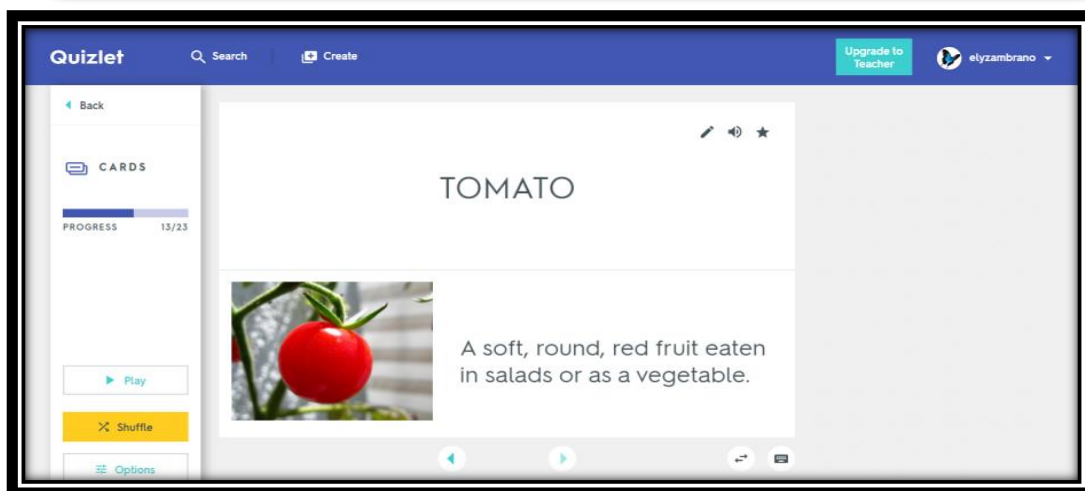 Quizlet
Search
Create
Upgrade to
Teacher
elyzambrano
Back
CARDS
PROGRESS 13/23
Play
Shuffle
Options
TOMATO
A soft, round, red fruit eaten
in salads or as a vegetable.